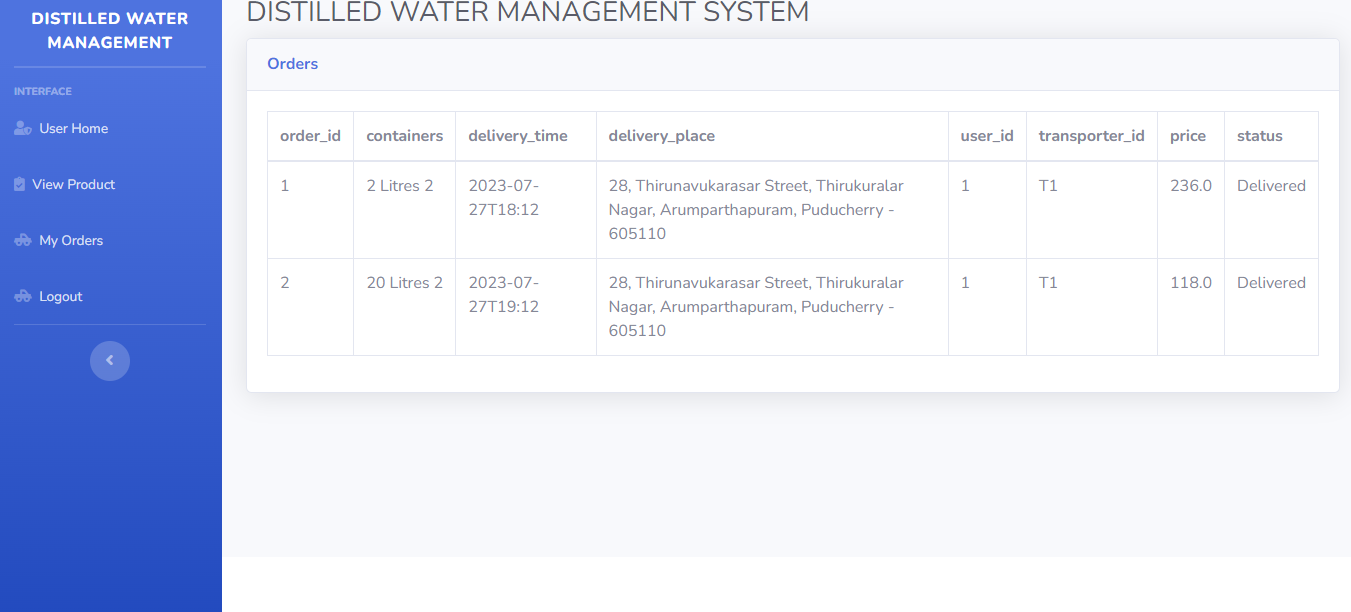 DISTILLED WATER
MANAGEMENT
INTERFACE
User Home
View Product
My Orders
Logout
DISTILLED WATER MANAGEMENT SYSTEM
Orders
order_id containers delivery_time delivery_place user_id transporter_id price status
1 2 Litres 2 2023-07- 28, Thirunavukarasar Street, Thirukuralar 1 T1 236.0 Delivered
27T18:12 Nagar, Arumparthapuram, Puducherry -
605110
2 20 Litres 2 2023-07- 28, Thirunavukarasar Street, Thirukuralar 1 T1 118.0 Delivered
27T19:12 Nagar, Arumparthapuram, Puducherry -
605110